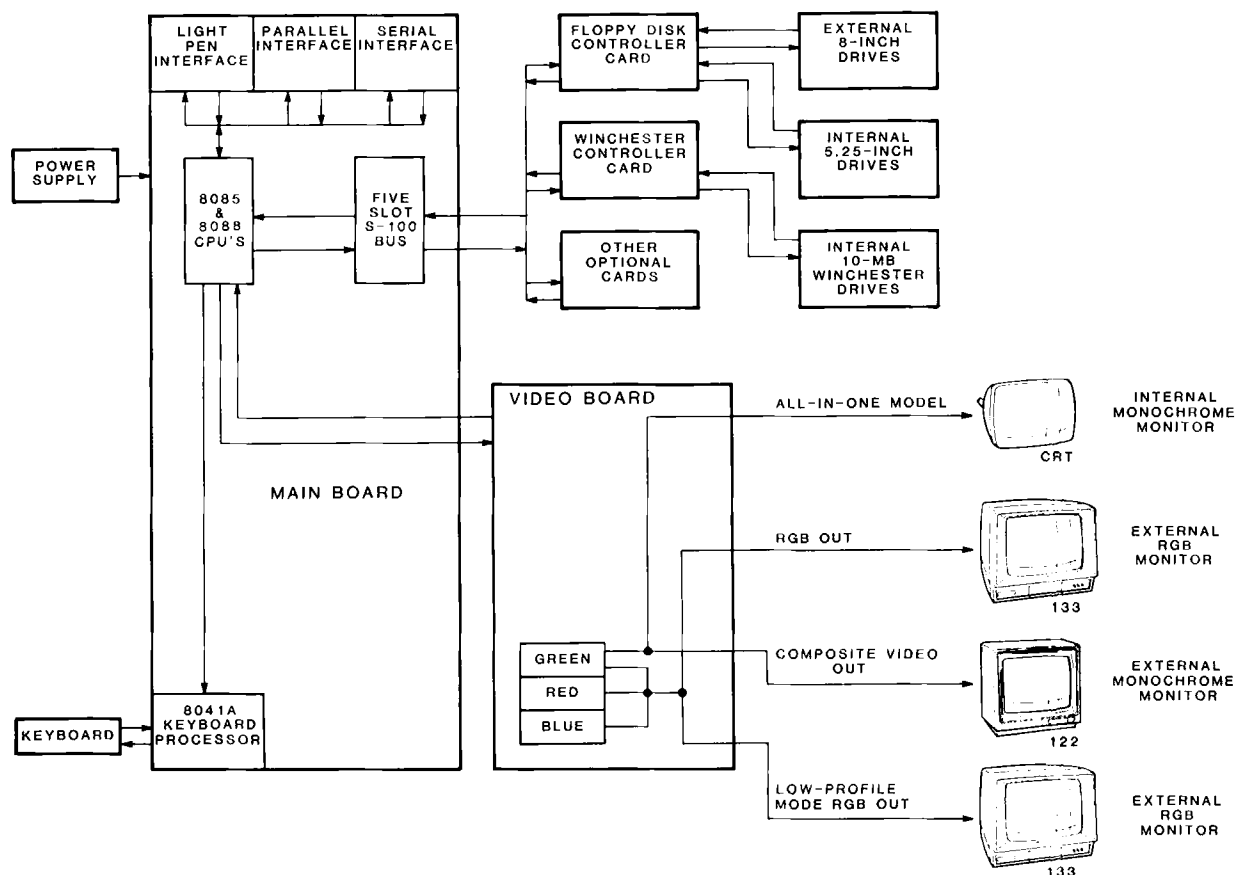 LIGHT
PEN
INTERFACE
PARALLEL
INTERFACE
SERIAL
INTERFACE
FLOPPY DISK
CONTROLLER
CARD
EXTERNAL
8-INCH
DRIVES
POWER
SUPPLY
8085
&
8088
CPU'S
FIVE
SLOT
S-100
BUS
WINCHESTER
CONTROLLER
CARD
INTERNAL
5.25-INCH
DRIVES
OTHER
OPTIONAL
CARDS
INTERNAL
10-MB
WINCHESTER
DRIVES
MAIN BOARD
VIDEO BOARD
ALL-IN-ONE MODEL
CRT
INTERNAL
MONOCHROME
MONITOR
RGB OUT
133
EXTERNAL
RGB
MONITOR
GREEN
RED
BLUE
COMPOSITE VIDEO
OUT
122
EXTERNAL
MONOCHROME
MONITOR
KEYBOARD
8041A
KEYBOARD
PROCESSOR
LOW-PROFILE
MODE RGB OUT
133
EXTERNAL
RGB
MONITOR